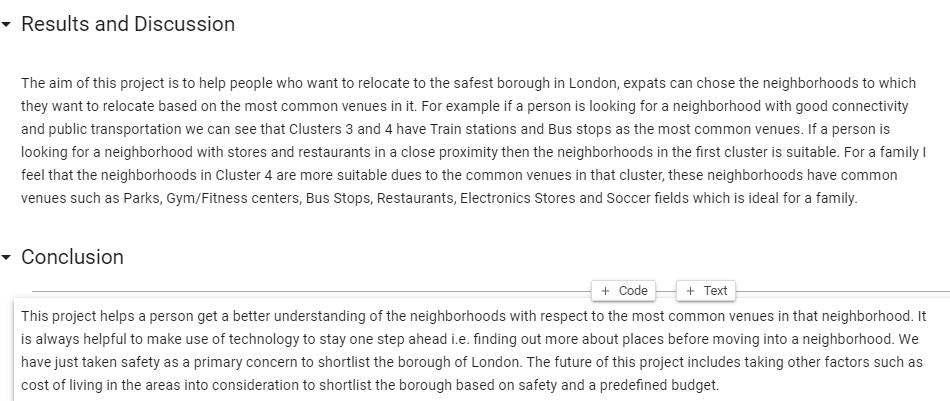 Results and Discussion
The aim of this project is to help people who want to relocate to the safest borough in London, expats can chose the neighborhoods to which
they want to relocate based on the most common venues in it. For example if a person is looking for a neighborhood with good connectivity
and public transportation we can see that Clusters 3 and 4 have Train stations and Bus stops as the most common venues. If a person is
looking for a neighborhood with stores and restaurants in a close proximity then the neighborhoods in the first cluster is suitable. For a family I
feel that the neighborhoods in Cluster 4 are more suitable dues to the common venues in that cluster, these neighborhoods have common
venues such as Parks, Gym/Fitness centers, Bus Stops, Restaurants, Electronics Stores and Soccer fields which is ideal for a family.
Conclusion
+ Code + Text
This project helps a person get a better understanding of the neighborhoods with respect to the most common venues in that neighborhood. It
is always helpful to make use of technology to stay one step ahead i.e. finding out more about places before moving into a neighborhood. We
have just taken safety as a primary concern to shortlist the borough of London. The future of this project includes taking other factors such as
cost of living in the areas into consideration to shortlist the borough based on safety and a predefined budget.